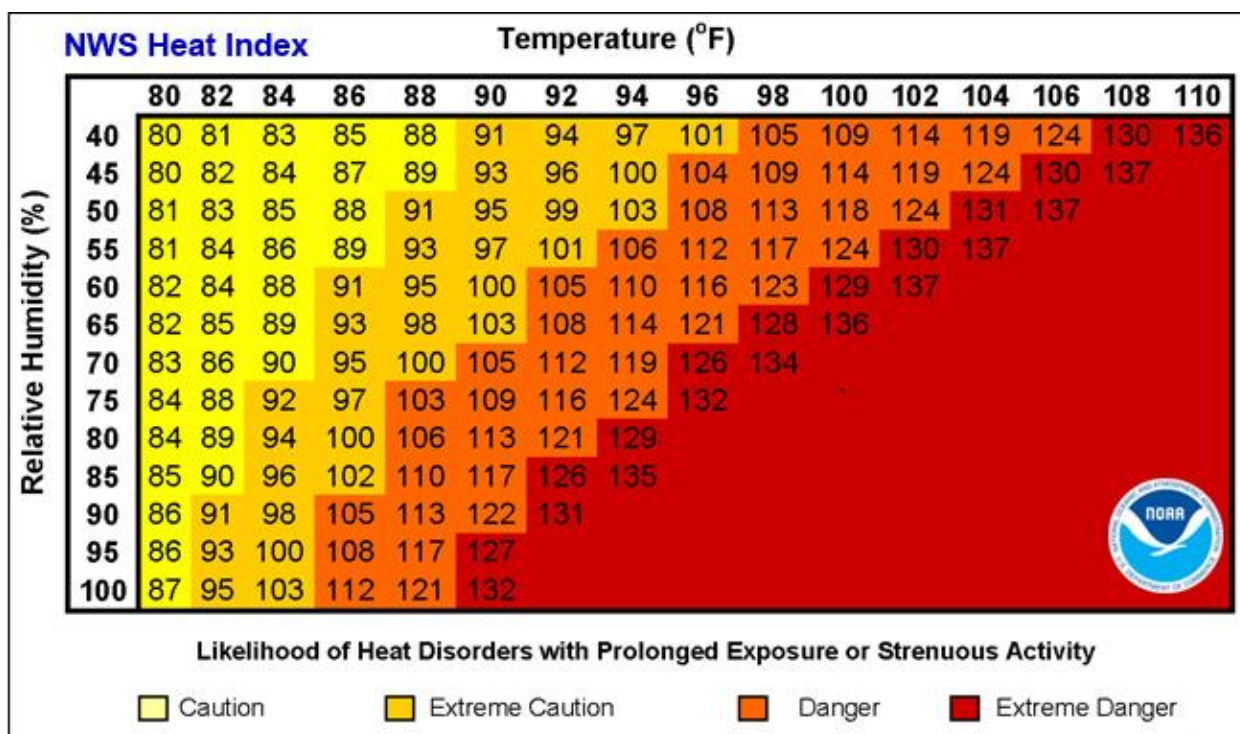 NWS Heat Index Temperature (°F)
80 82 84 86 88 90 92 94 96 98 100 102 104 106 108 110
Relative Humidity (%)
40 80 81 83 85 88 91 94 97 101 105 109 114 119 124 130 136
45 80 82 84 87 89 93 96 100 104 109 114 119 124 130 137
50 81 83 85 88 91 95 99 103 108 113 118 124 131 137
55 81 84 86 89 93 97 101 106 112 117 124 130 137
60 82 84 88 91 95 100 105 110 116 123 129 137
65 82 85 89 93 98 103 108 114 121 128 136
70 83 86 90 95 100 105 112 119 126 134
75 84 88 92 97 103 109 116 124 132
80 84 89 94 100 106 113 121 129
85 85 90 96 102 110 117 126 135
90 86 91 98 105 113 122 131
95 86 93 100 108 117 127
100 87 95 103 112 121 132
NOAA
Likelihood of Heat Disorders with Prolonged Exposure or Strenuous Activity
Caution Extreme Caution Danger Extreme Danger